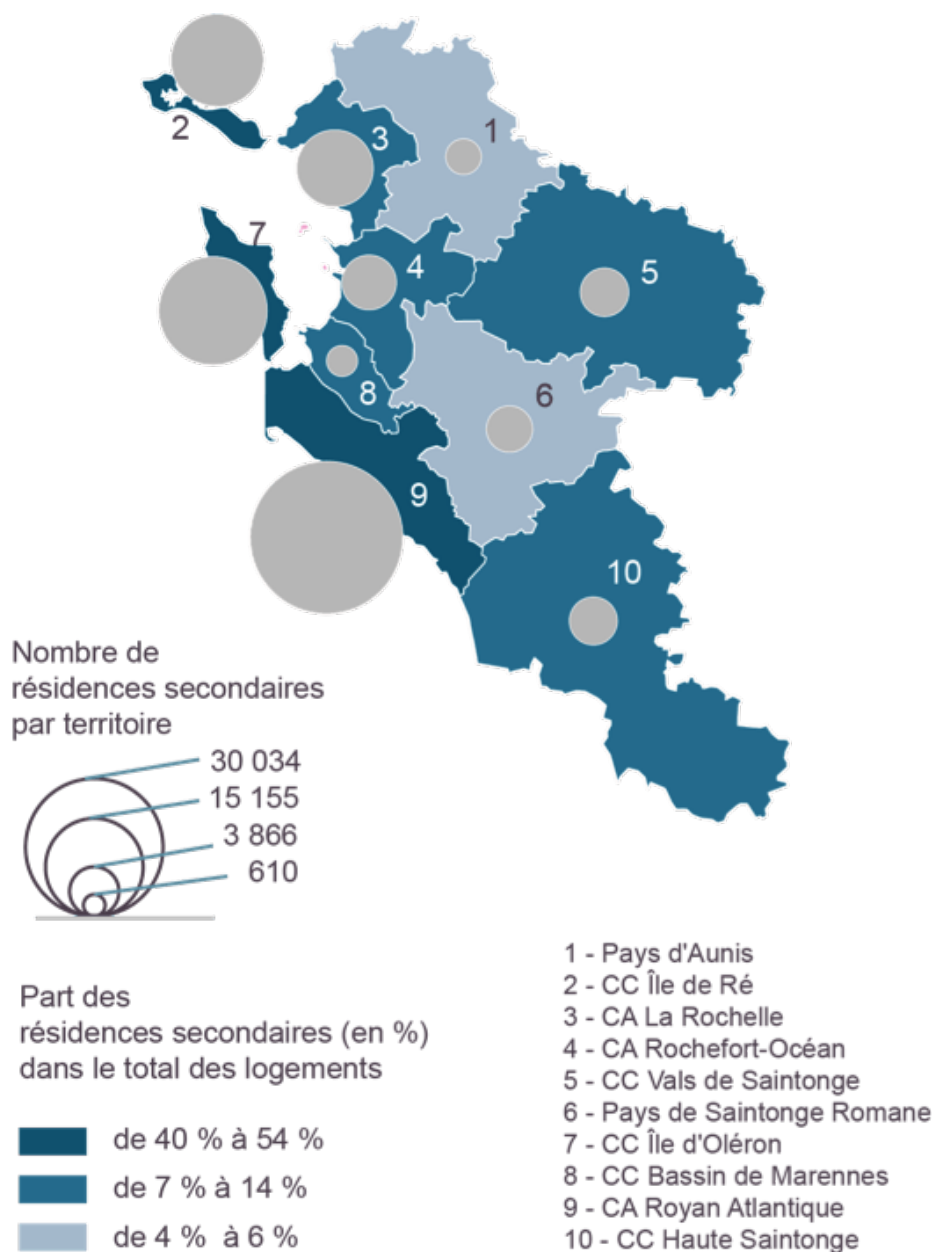 1
2
3
7
4
5
8
6
9
10
Nombre de
résidences secondaires
par territoire
30 034
15 155
3 866
610
Part des
résidences secondaires (en %)
dans le total des logements
de 40 % à 54 %
de 7 % à 14 %
de 4 % à 6 %
1 - Pays d'Aunis
2 - CC Île de Ré
3 - CA La Rochelle
4 - CA Rochefort-Océan
5 - CC Vals de Saintonge
6 - Pays de Saintonge Romane
7 - CC Île d'Oléron
8 - CC Bassin de Marennes
9 - CA Royan Atlantique
10 - CC Haute Saintonge